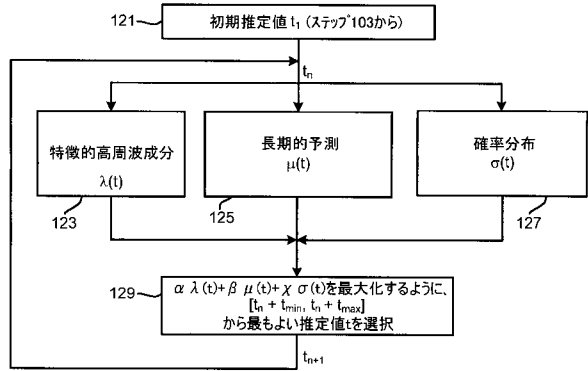 121
初期推定値 t₁ (ステップ103から)
tₙ
特徴的高周波成分
λ(t)
123
長期的予測
μ(t)
125
確率分布
σ(t)
127
129
α λ(t)+β μ(t)+χ σ(t)を最大化するように、
[tₙ + tmin, tₙ + tmax]
から最もよい推定値tを選択
tₙ₊₁